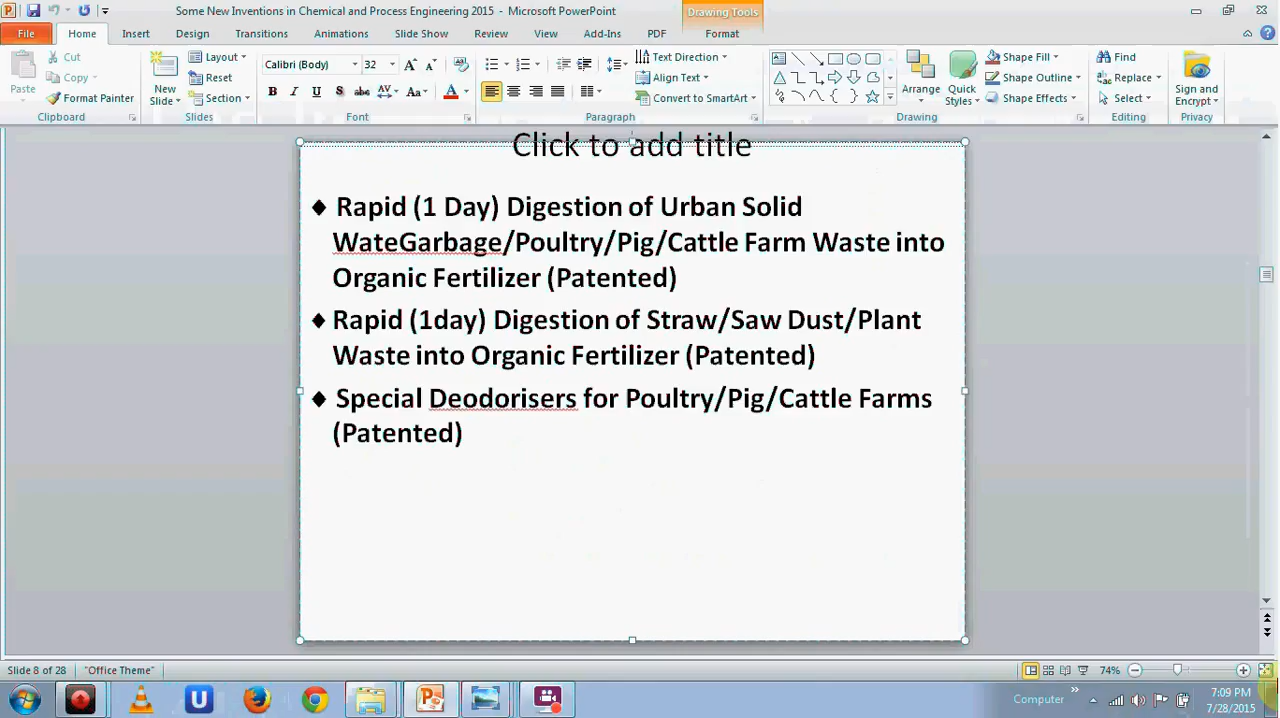 Some New Inventions in Chemical and Process Engineering 2015 - Microsoft PowerPoint
Drawing Tools
File Home Insert Design Transitions Animations Slide Show Review View Add-Ins PDF Format
Paste
Cut
Copy
Format Painter
Clipboard
New Slide
Layout
Reset
Section
Slides
Calibri (Body) 32
B I U S abc AV Aa A
Font
Text Direction
Align Text
Convert to SmartArt
Paragraph
Arrange
Quick Styles
Shape Fill
Shape Outline
Shape Effects
Drawing
Find
Replace
Select
Editing
Sign and Encrypt
Privacy
Click to add title
♦ Rapid (1 Day) Digestion of Urban Solid
WateGarbage/Poultry/Pig/Cattle Farm Waste into
Organic Fertilizer (Patented)
♦ Rapid (1day) Digestion of Straw/Saw Dust/Plant
Waste into Organic Fertilizer (Patented)
♦ Special Deodorisers for Poultry/Pig/Cattle Farms
(Patented)
Slide 8 of 28 "Office Theme" 74%
Computer
7:09 PM
7/28/2015